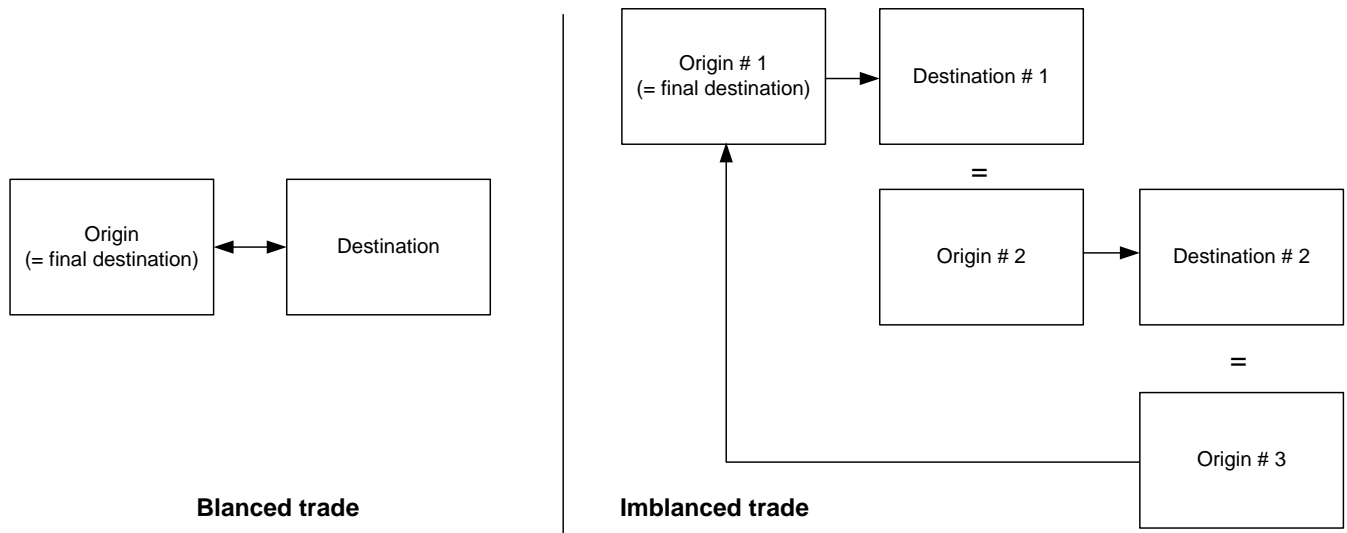 Origin
(= final destination)
Destination
Blanced trade
Origin # 1
(= final destination)
Destination # 1
=
Origin # 2
Destination # 2
=
Origin # 3
Imblanced trade